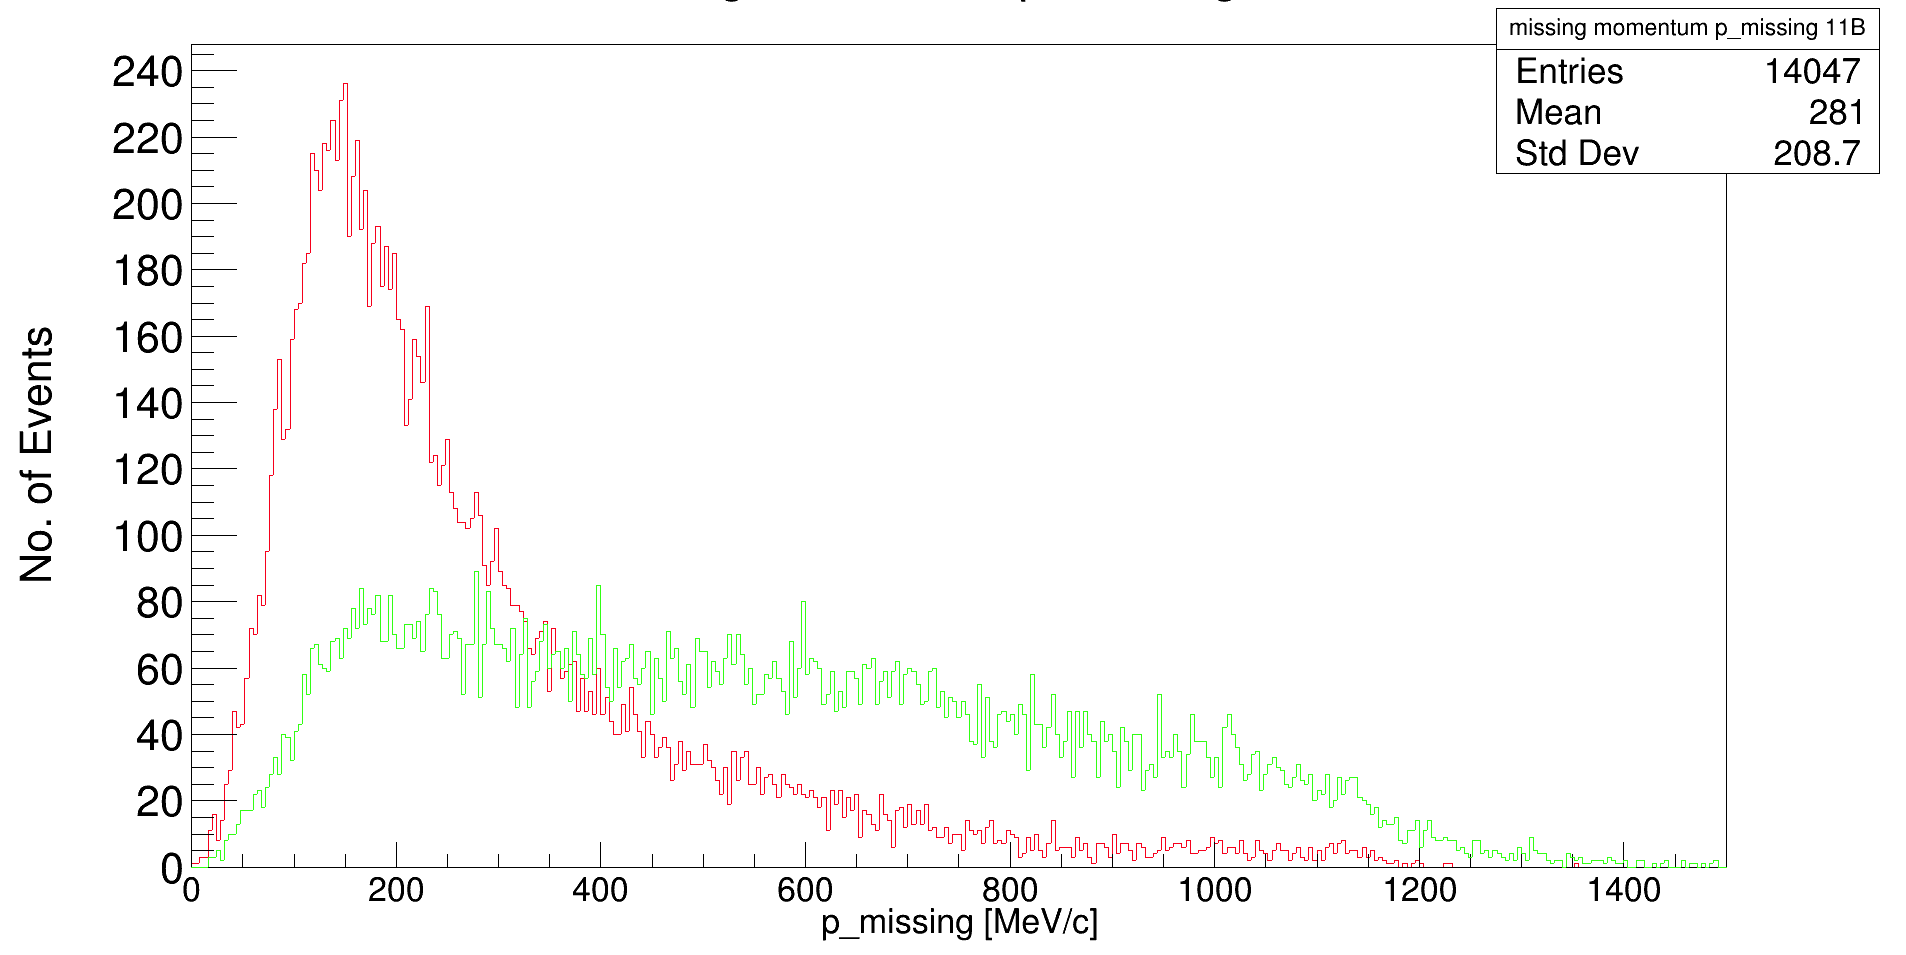 missing momentum p_missing 11B
Entries 14047
Mean 281
Std Dev 208.7
No. of Events
240
220
200
180
160
140
120
100
80
60
40
20
0
0 200 400 600 800 1000 1200 1400
p_missing [MeV/c]